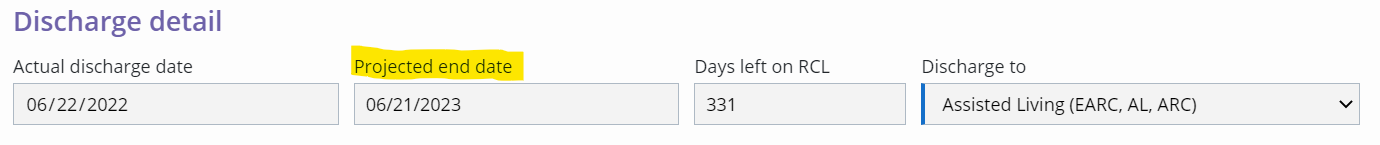 Discharge detail
Actual discharge date Projected end date Days left on RCL Discharge to
06/22/2022 06/21/2023 331 Assisted Living (EARC, AL, ARC)